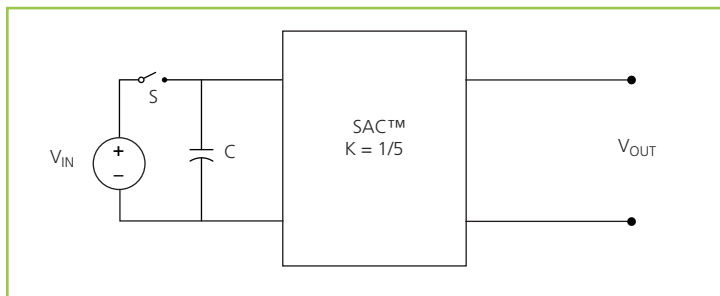 S
V_IN
+
−
C
SAC™
K = 1/5
V_OUT